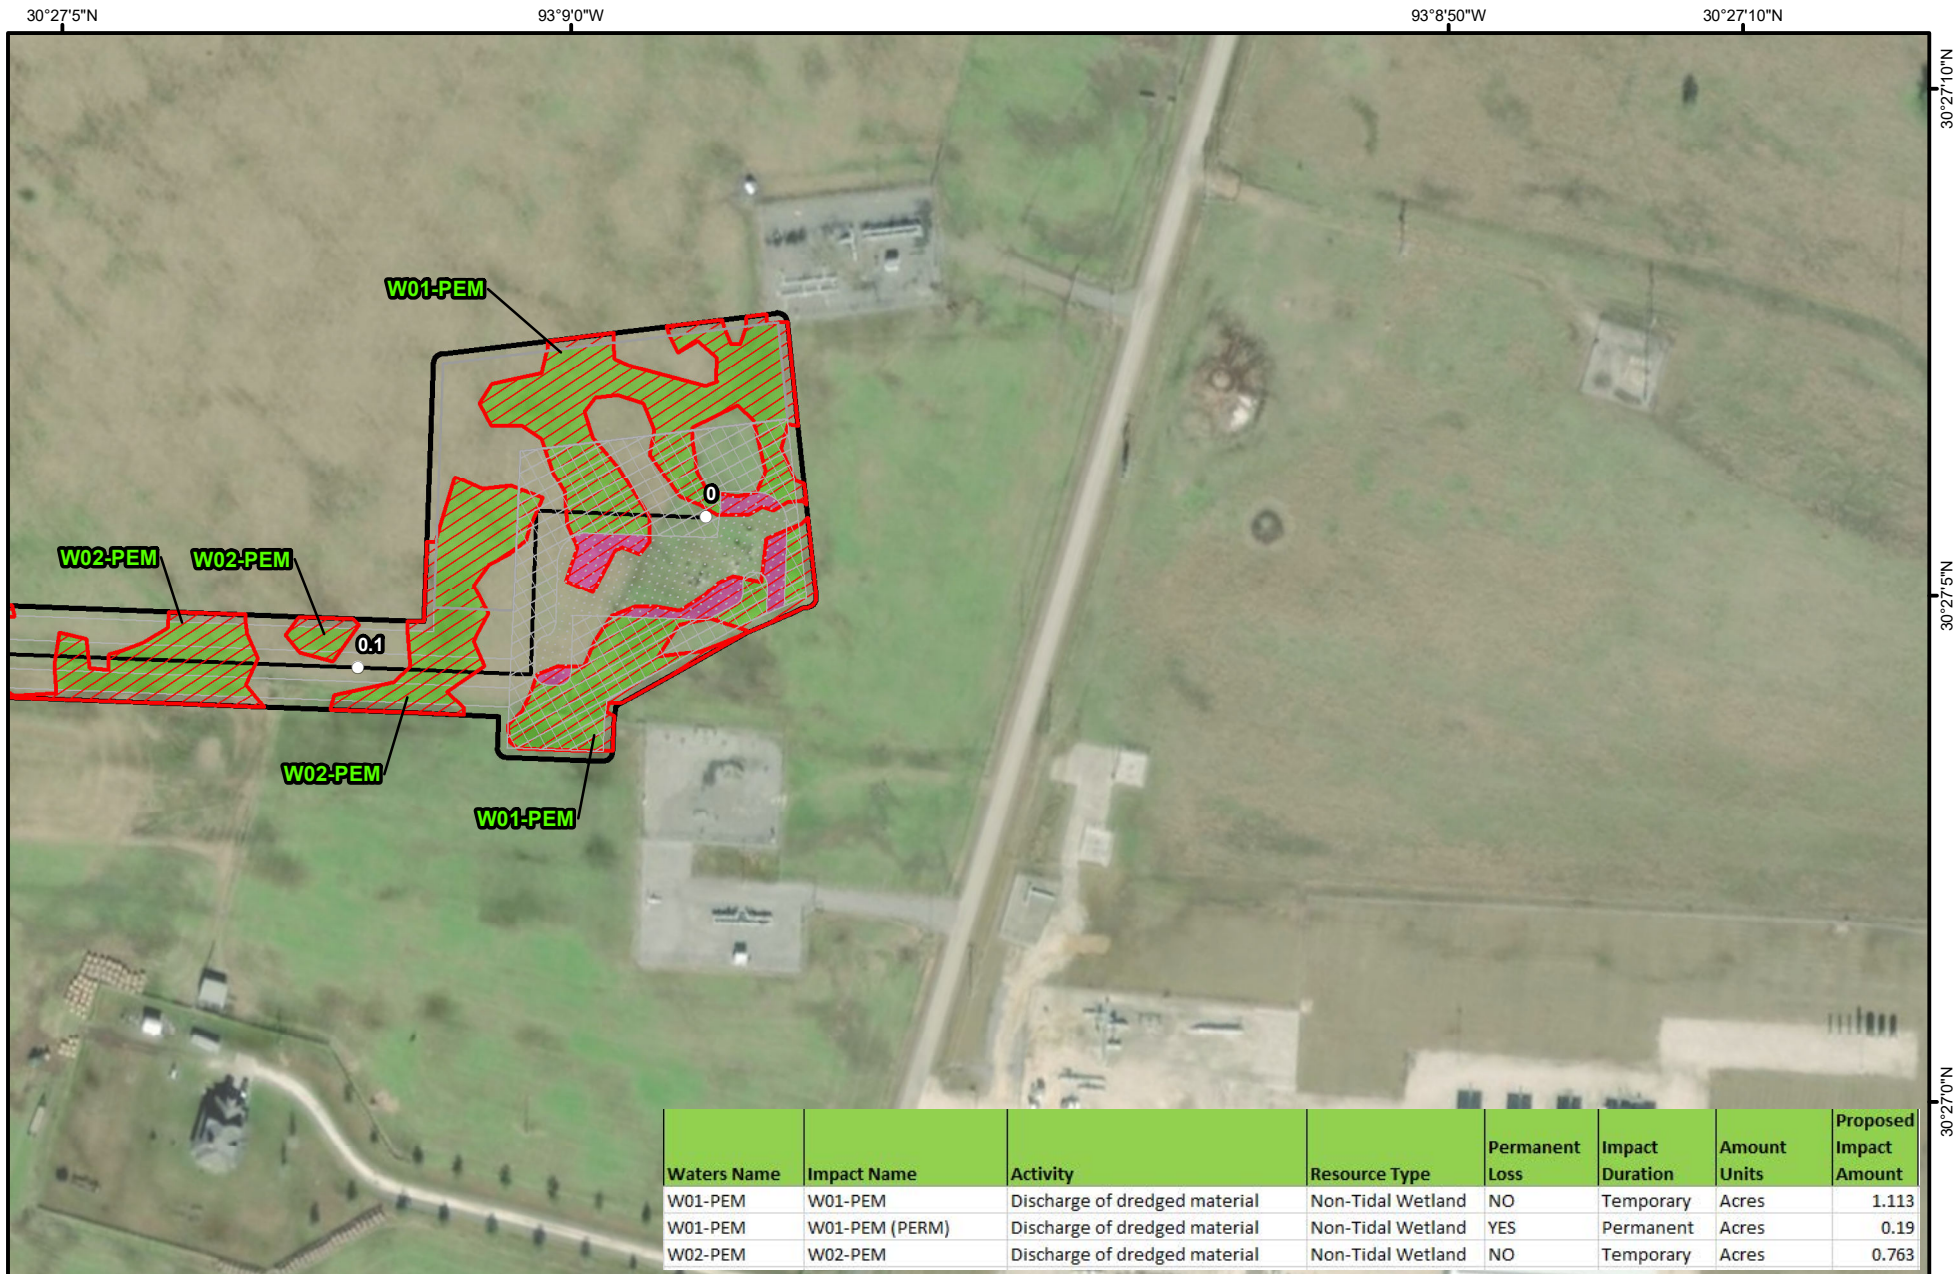 30°27'5"N 93°9'0"W 93°8'50"W 30°27'10"N
30°27'10"N
W01-PEM
0
W02-PEM W02-PEM
30°27'5"N
0.1
W02-PEM
W01-PEM
30°27'0"N
Waters Name Impact Name Activity Resource Type Permanent Loss Impact Duration Amount Units Proposed Impact Amount
W01-PEM W01-PEM Discharge of dredged material Non-Tidal Wetland NO Temporary Acres 1.113
W01-PEM W01-PEM (PERM) Discharge of dredged material Non-Tidal Wetland YES Permanent Acres 0.19
W02-PEM W02-PEM Discharge of dredged material Non-Tidal Wetland NO Temporary Acres 0.763